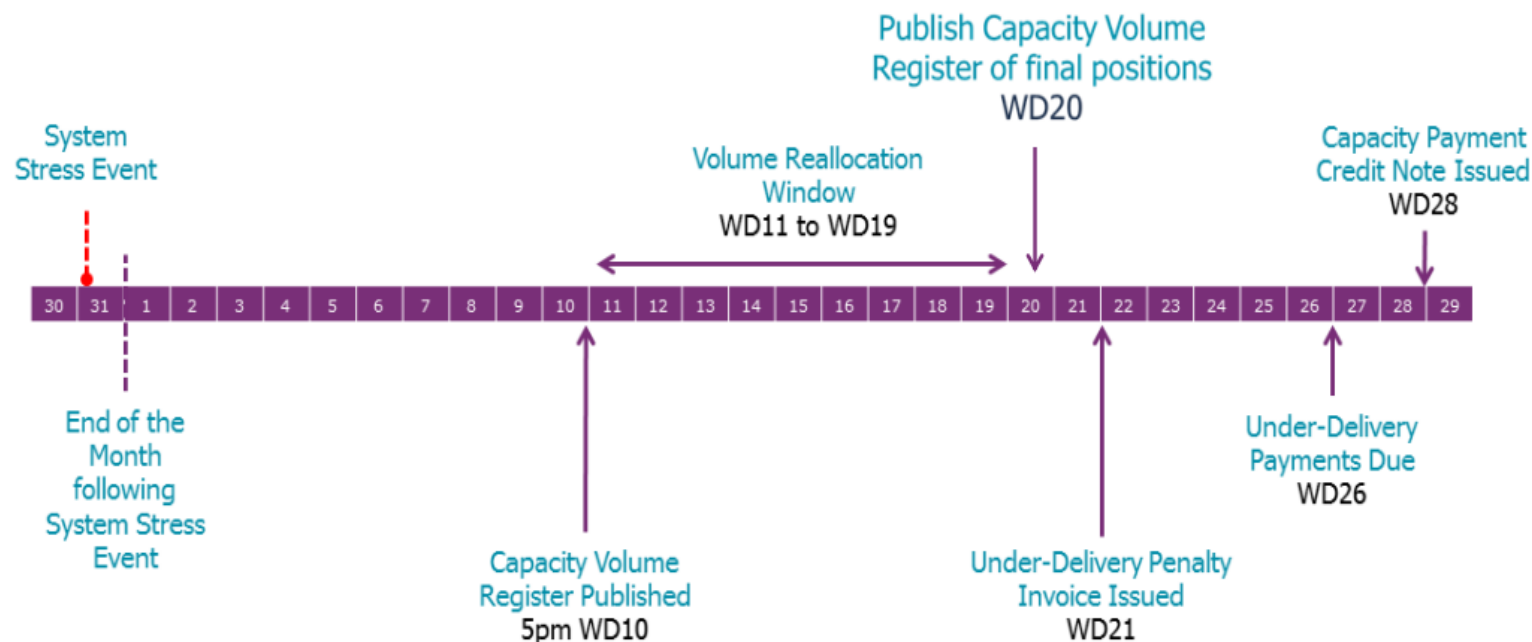 Publish Capacity Volume
Register of final positions
WD20
System
Stress Event
Volume Reallocation
Window
WD11 to WD19
Capacity Payment
Credit Note Issued
WD28
30 31 1 2 3 4 5 6 7 8 9 10 11 12 13 14 15 16 17 18 19 20 21 22 23 24 25 26 27 28 29
End of the
Month
following
System Stress
Event
Capacity Volume
Register Published
5pm WD10
Under-Delivery Penalty
Invoice Issued
WD21
Under-Delivery
Payments Due
WD26